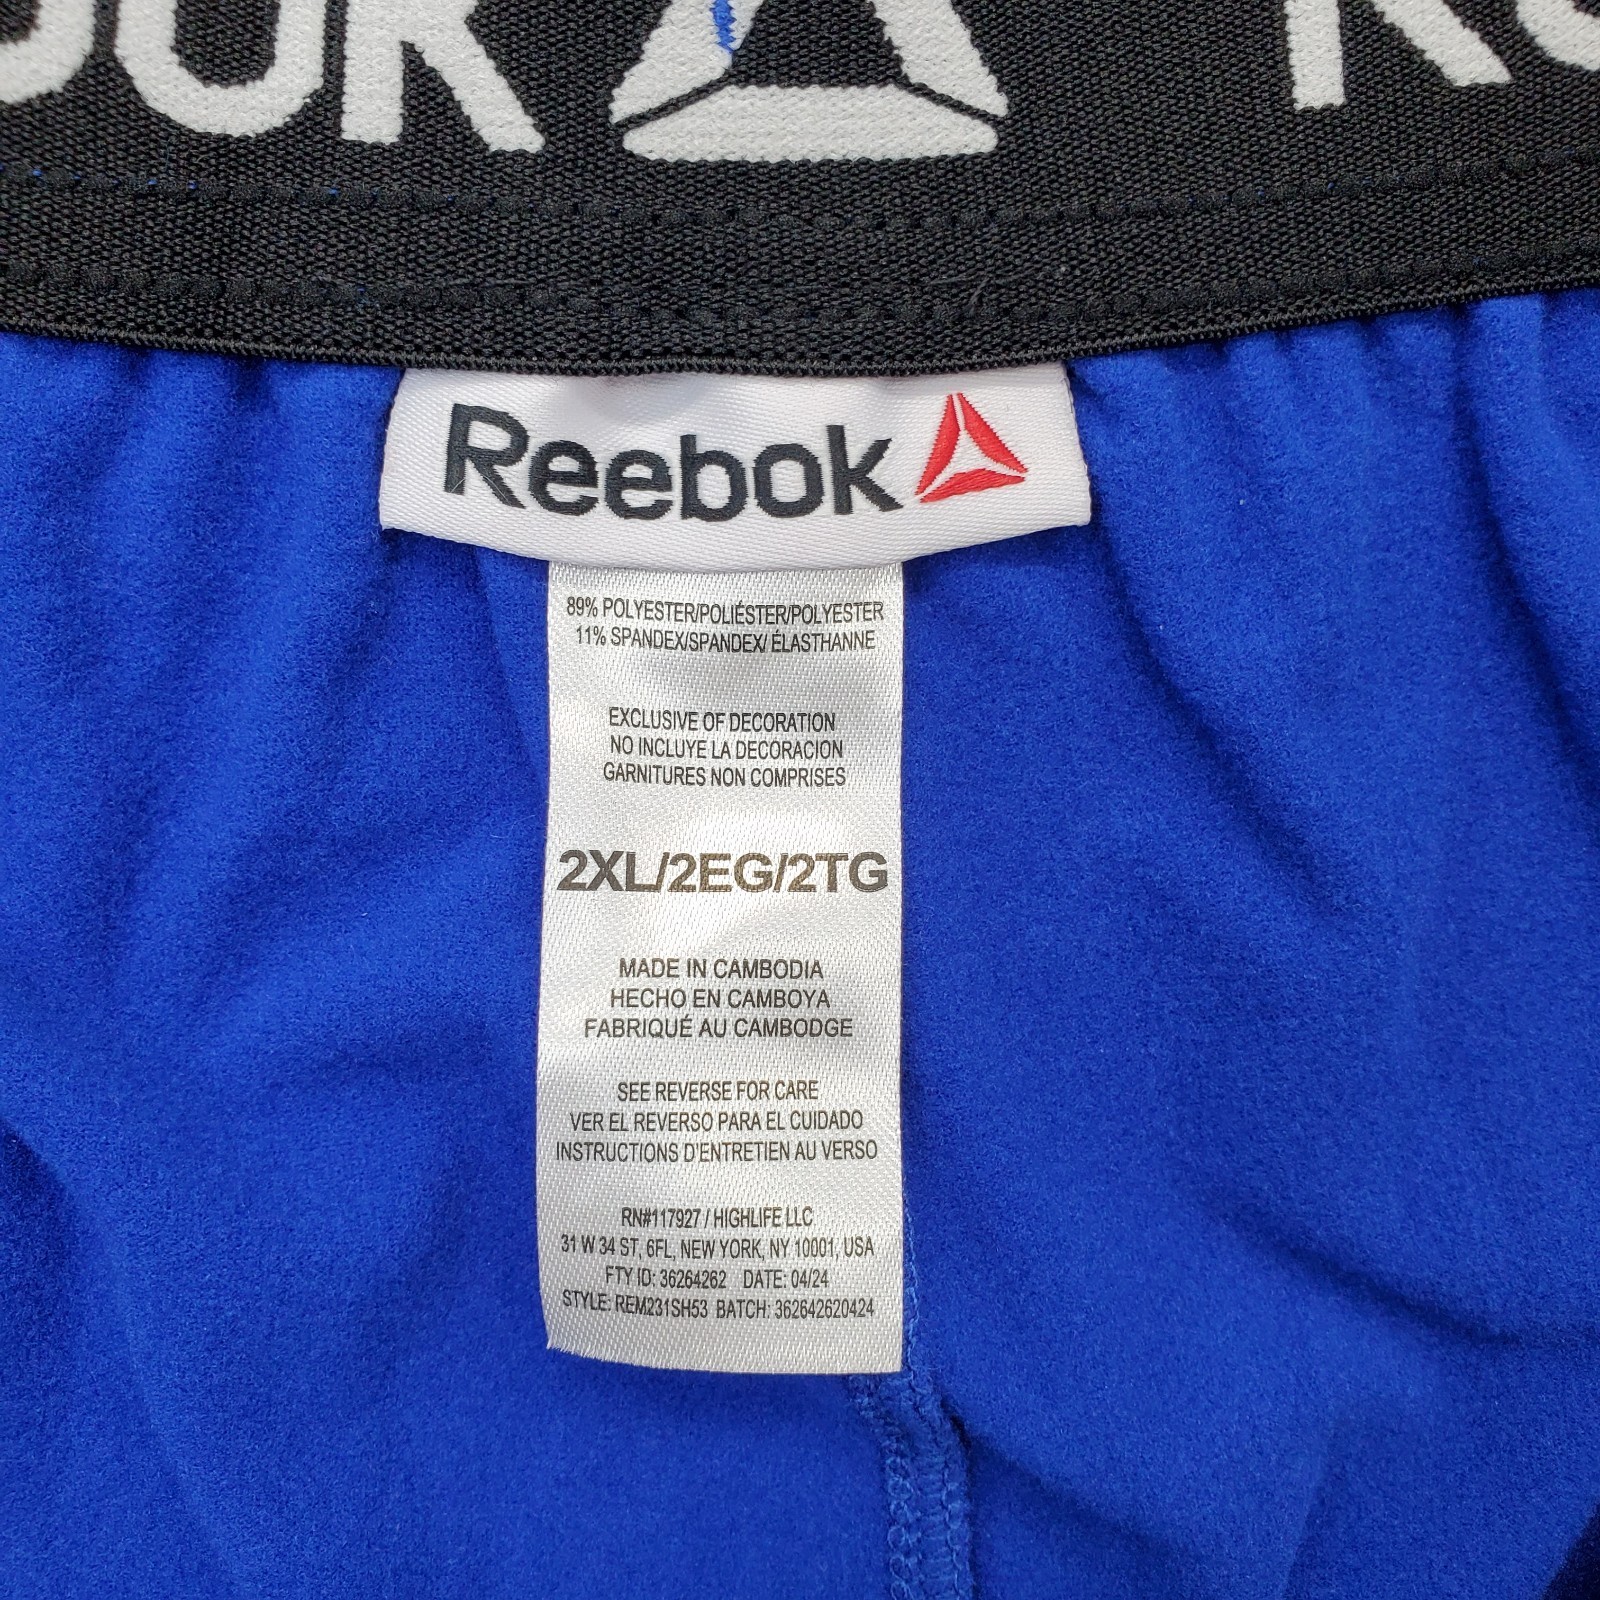 Reebok
89% POLYESTER/POLIÉSTER/POLYESTER
11% SPANDEX/SPANDEX/ ÉLASTHANNE
EXCLUSIVE OF DECORATION
NO INCLUYE LA DECORACION
GARNITURES NON COMPRISES
2XL/2EG/2TG
MADE IN CAMBODIA
HECHO EN CAMBOYA
FABRIQUÉ AU CAMBODGE
SEE REVERSE FOR CARE
VER EL REVERSO PARA EL CUIDADO
INSTRUCTIONS D'ENTRETIEN AU VERSO
RN#117927 / HIGHLIFE LLC
31 W 34 ST, 6FL, NEW YORK, NY 10001, USA
FTY ID: 36264262 DATE: 04/24
STYLE: REM231SH53 BATCH: 362642620424